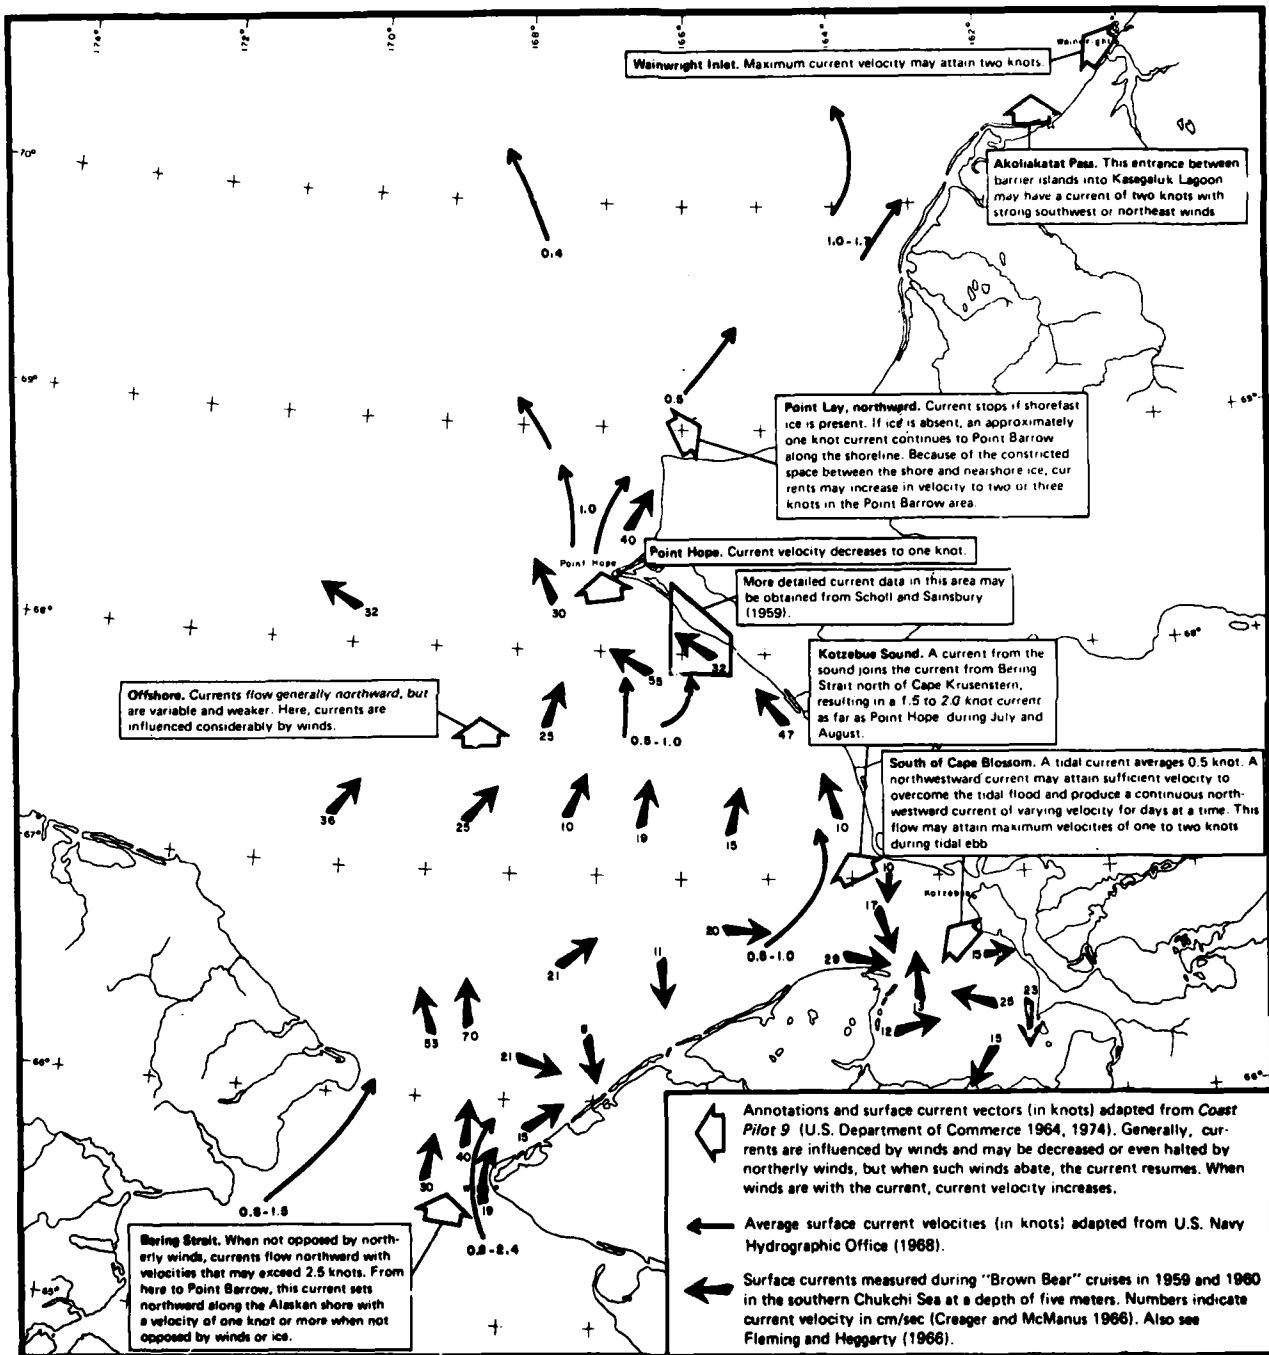 174°
172°
170°
168°
166°
164°
162°
Wainwright
Wainwright Inlet. Maximum current velocity may attain two knots.
70°
Akoliakatat Pass. This entrance between
barrier islands into Kasegaluk Lagoon
may have a current of two knots with
strong southwest or northeast winds
0.4
1.0-1.7
69°
0.5
69°
Point Lay, northward. Current stops if shorefast
ice is present. If ice is absent, an approximately
one knot current continues to Point Barrow
along the shoreline. Because of the constricted
space between the shore and nearshore ice, cur
rents may increase in velocity to two or three
knots in the Point Barrow area.
1.0
40
Point Hope
Point Hope. Current velocity decreases to one knot.
More detailed current data in this area may
be obtained from Scholl and Sainsbury
(1959).
68°
32
30
68°
55
32
Kotzebue Sound. A current from the
sound joins the current from Bering
Strait north of Cape Krusenstern,
resulting in a 1.5 to 2.0 knot current
as far as Point Hope during July and
August.
Offshore. Currents flow generally northward, but
are variable and weaker. Here, currents are
influenced considerably by winds.
25
0.5-1.0
47
South of Cape Blossom. A tidal current averages 0.5 knot. A
northwestward current may attain sufficient velocity to
overcome the tidal flood and produce a continuous north-
westward current of varying velocity for days at a time. This
flow may attain maximum velocities of one to two knots
during tidal ebb
67°
36
25
10
19
15
10
10
Kotzebue
17
20
0.8-1.0
29
15
21
11
13
25
23
12
15
53
70
8
21
66°
66°
15
40
30
19
0.8-1.5
0.8-2.4
65°
Bering Strait. When not opposed by north-
erly winds, currents flow northward with
velocities that may exceed 2.5 knots. From
here to Point Barrow, this current sets
northward along the Alaskan shore with
a velocity of one knot or more when not
opposed by winds or ice.
Annotations and surface current vectors (in knots) adapted from Coast
Pilot 9 (U.S. Department of Commerce 1964, 1974). Generally, cur-
rents are influenced by winds and may be decreased or even halted by
northerly winds, but when such winds abate, the current resumes. When
winds are with the current, current velocity increases.
Average surface current velocities (in knots) adapted from U.S. Navy
Hydrographic Office (1968).
Surface currents measured during "Brown Bear" cruises in 1959 and 1960
in the southern Chukchi Sea at a depth of five meters. Numbers indicate
current velocity in cm/sec (Creager and McManus 1966). Also see
Fleming and Heggarty (1966).